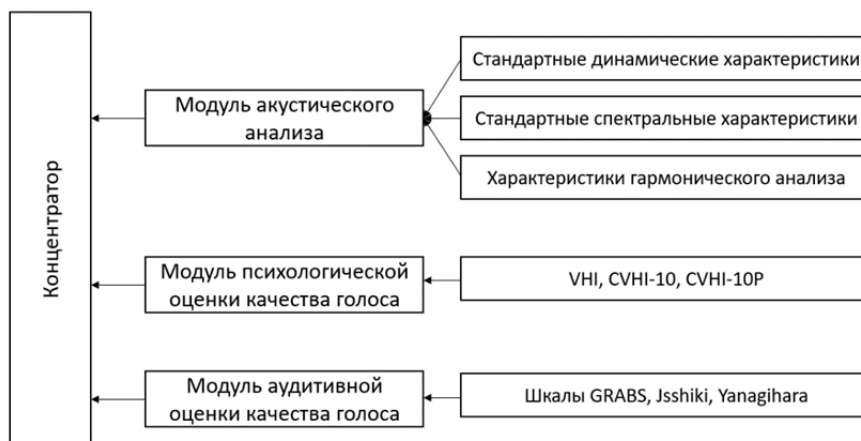 Концентратор
Модуль акустического
анализа
Стандартные динамические характеристики
Стандартные спектральные характеристики
Характеристики гармонического анализа
Модуль психологической
оценки качества голоса
VHI, CVHI-10, CVHI-10P
Модуль аудитивной
оценки качества голоса
Шкалы GRABS, Jsshiki, Yanagihara